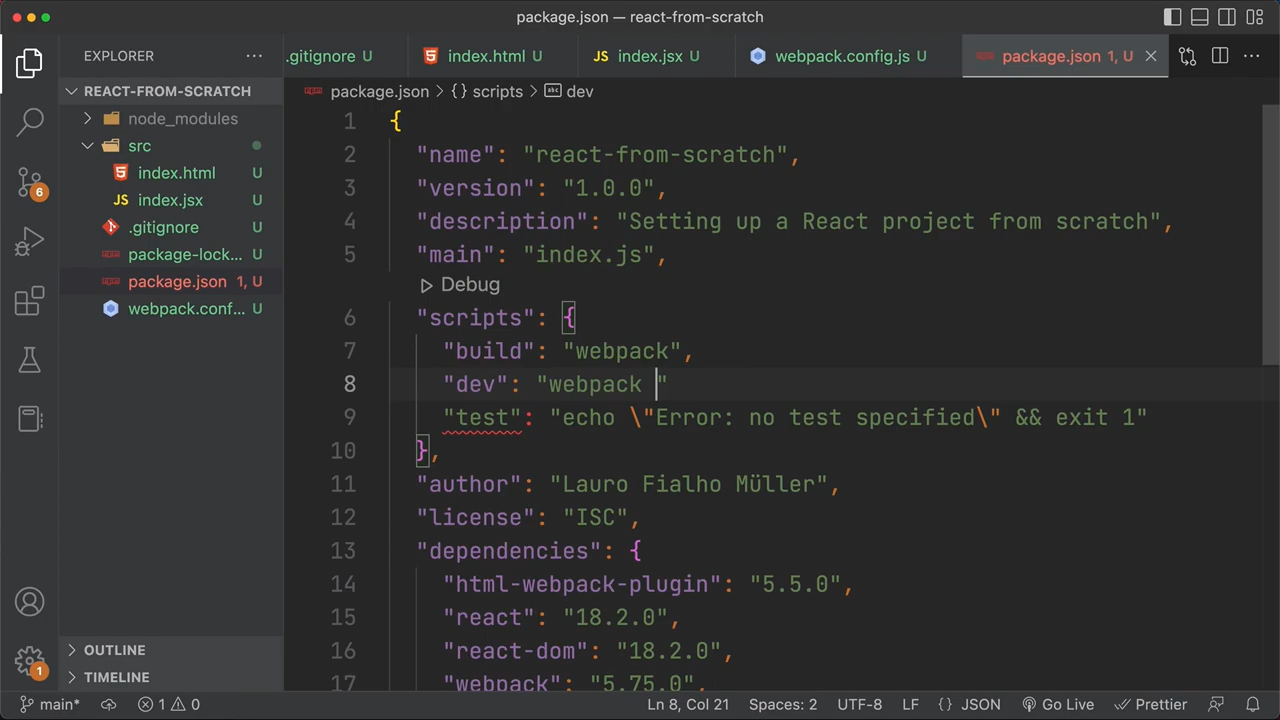 package.json — react-from-scratch
EXPLORER
.gitignore U
index.html U
index.jsx U
webpack.config.js U
package.json 1, U
REACT-FROM-SCRATCH
node_modules
src
index.html U
index.jsx U
.gitignore U
package-lock... U
package.json 1, U
webpack.conf... U
OUTLINE
TIMELINE
6
1
package.json > {} scripts > abc dev
1 {
2 "name": "react-from-scratch",
3 "version": "1.0.0",
4 "description": "Setting up a React project from scratch",
5 "main": "index.js",
Debug
6 "scripts": {
7 "build": "webpack",
8 "dev": "webpack "
9 "test": "echo \"Error: no test specified\" && exit 1"
10 },
11 "author": "Lauro Fialho Müller",
12 "license": "ISC",
13 "dependencies": {
14 "html-webpack-plugin": "5.5.0",
15 "react": "18.2.0",
16 "react-dom": "18.2.0",
17 "webpack": "5.75.0",
main* 1 0 Ln 8, Col 21 Spaces: 2 UTF-8 LF {} JSON Go Live Prettier